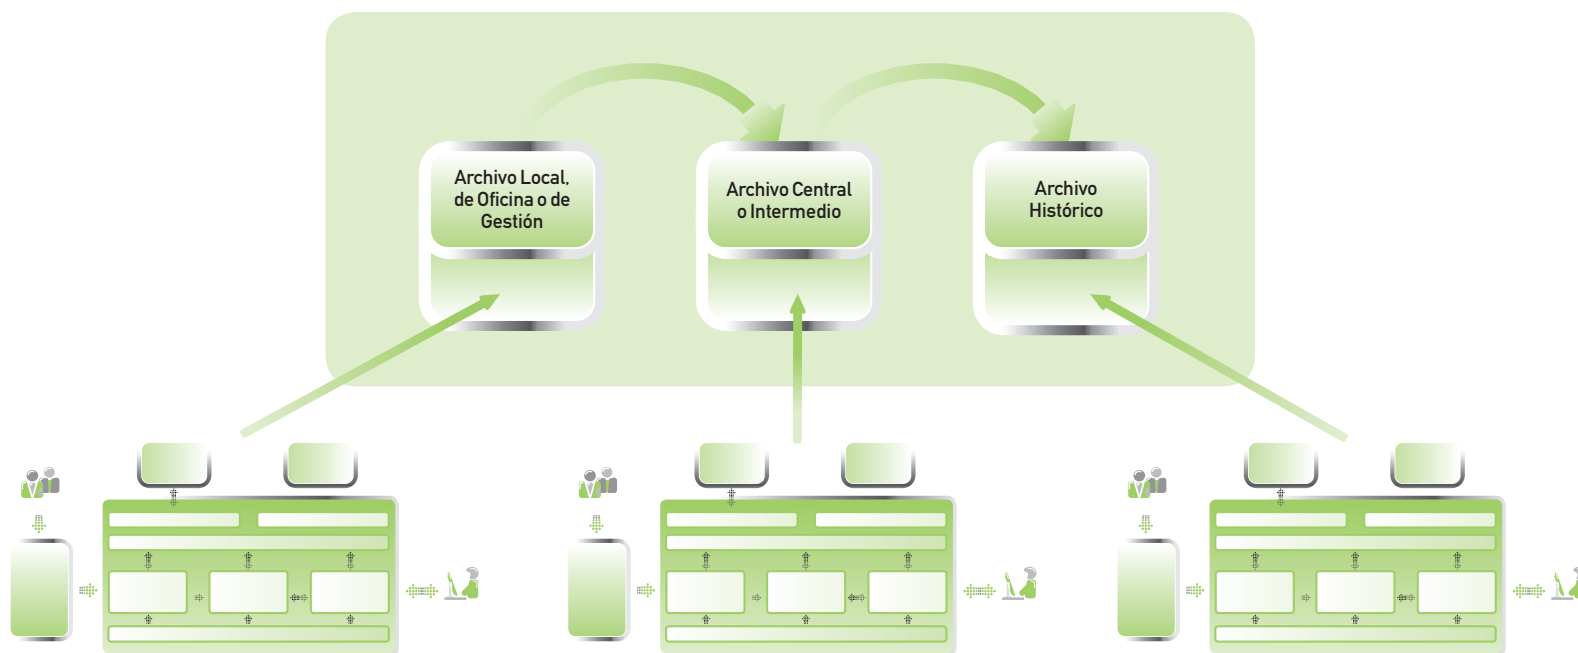 Archivo Local,
de Oficina o de
Gestión
Archivo Central
o Intermedio
Archivo
Histórico